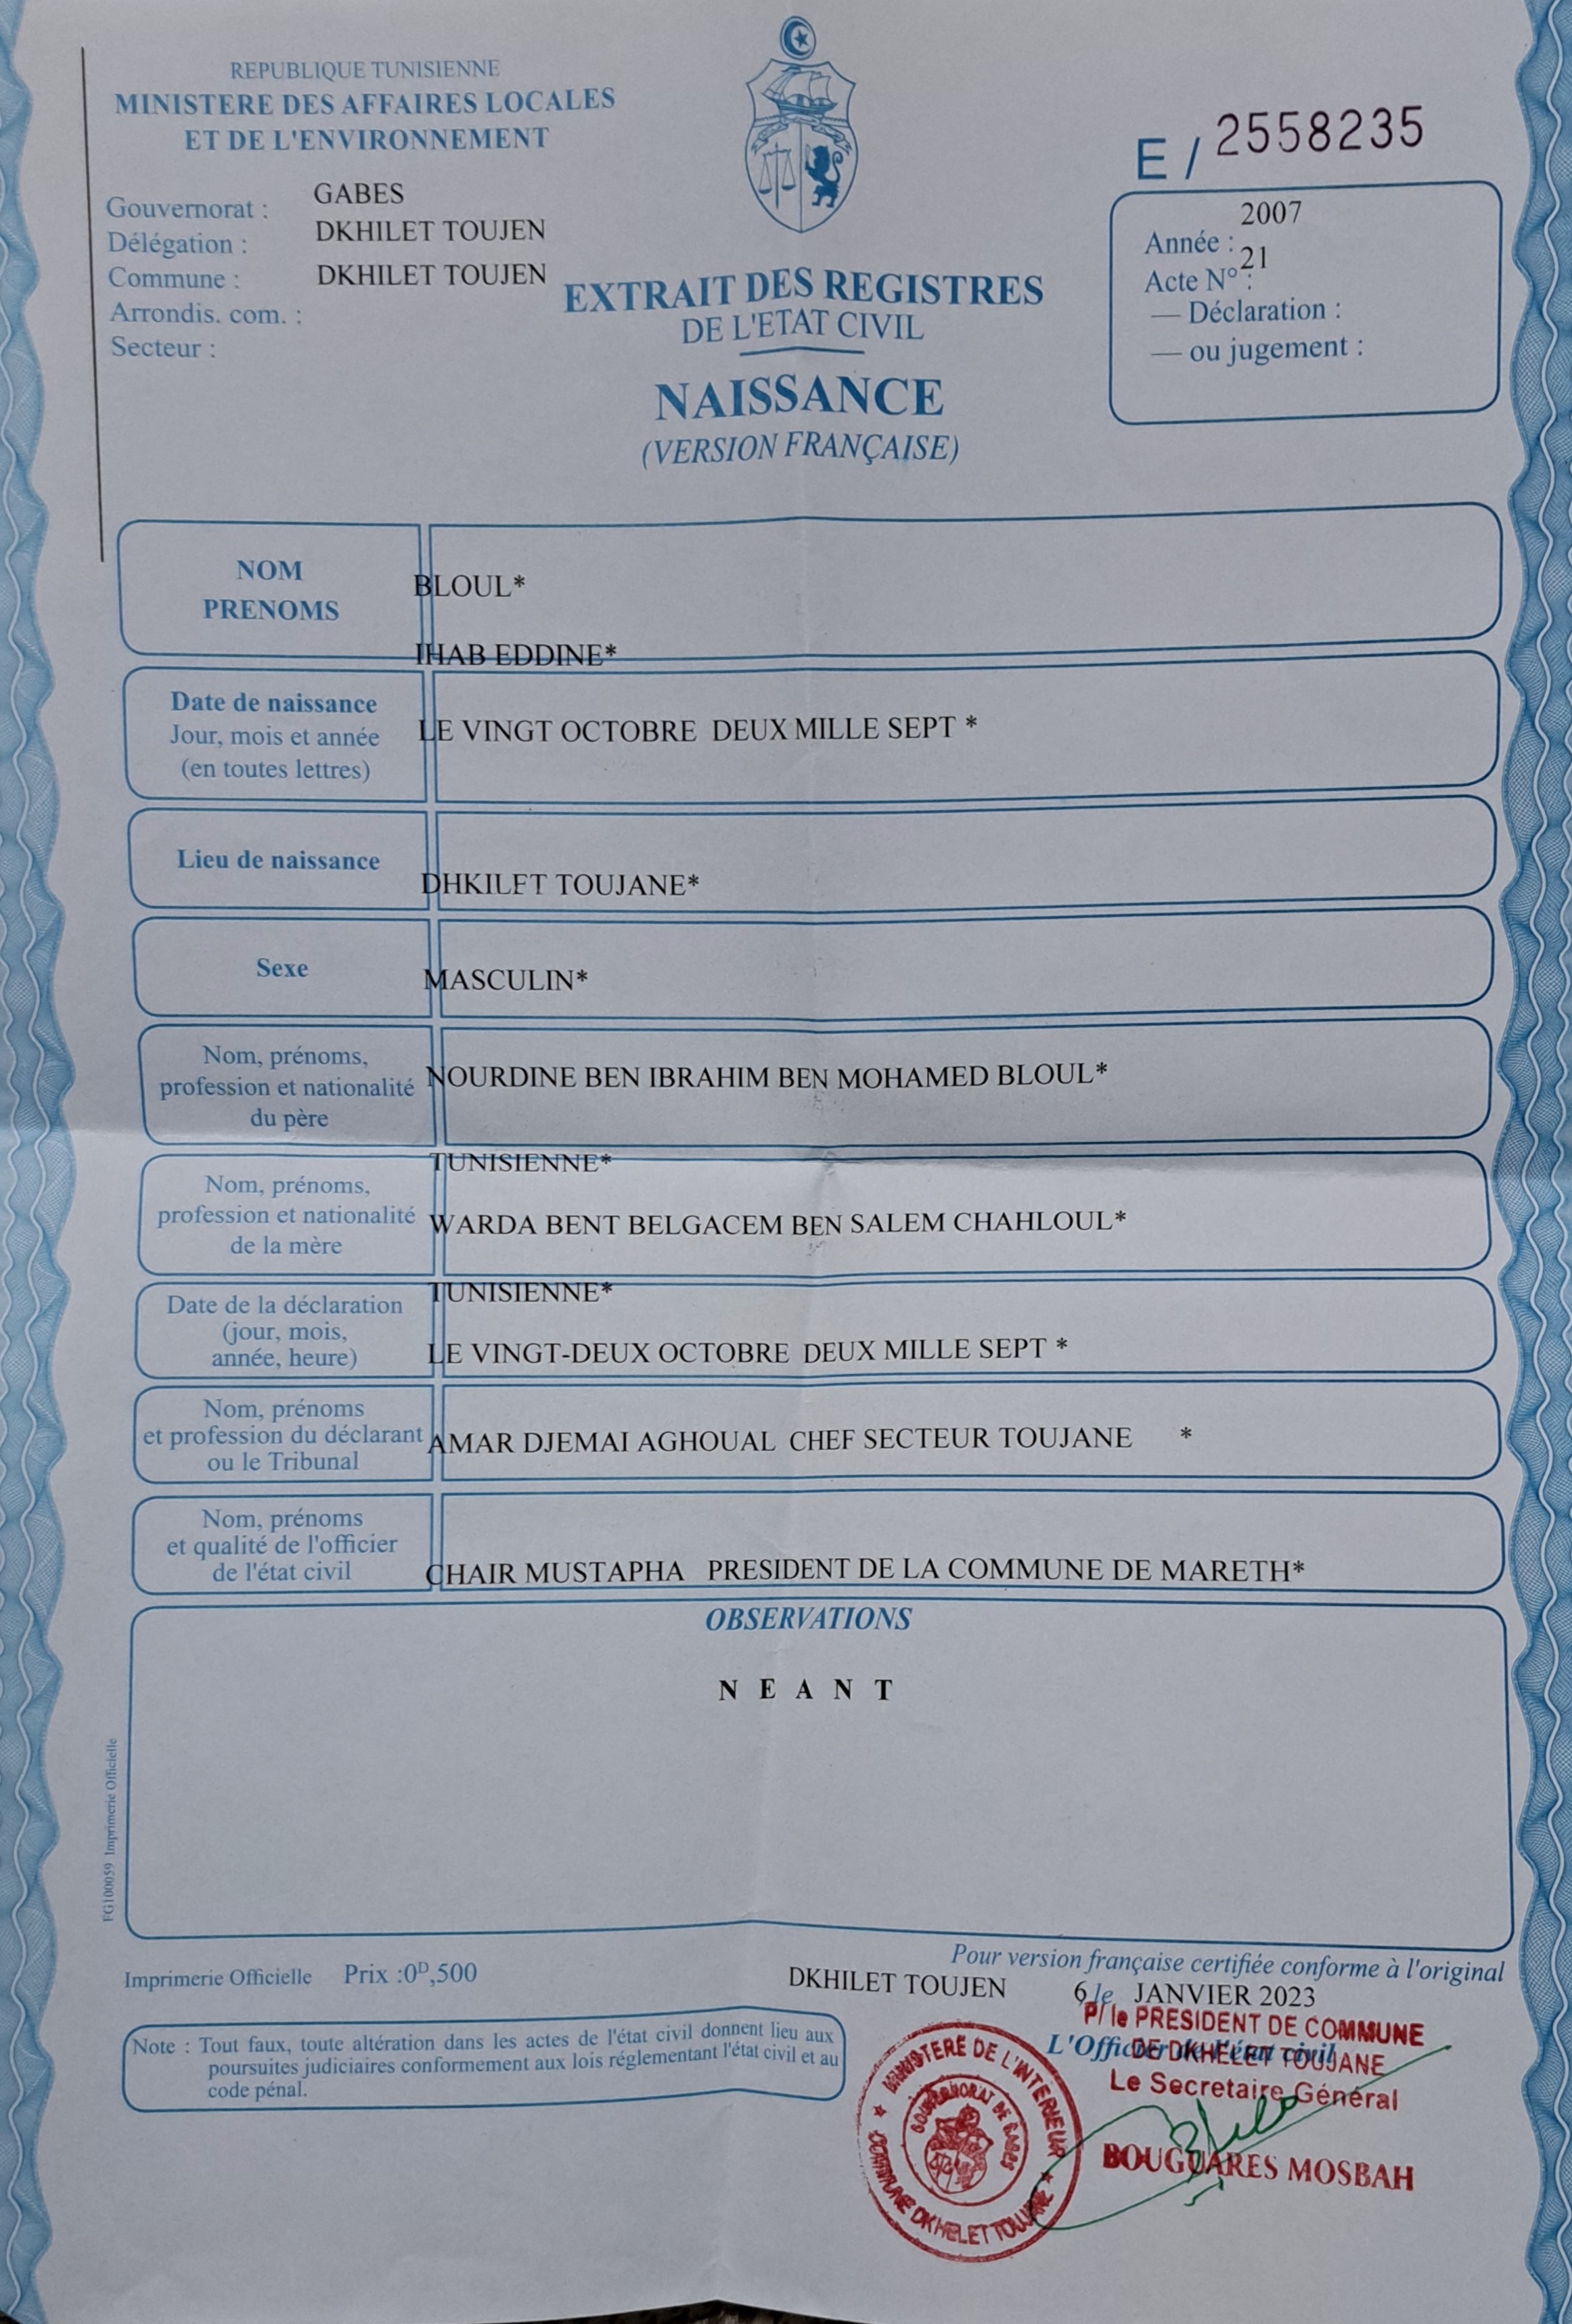 REPUBLIQUE TUNISIENNE
MINISTERE DES AFFAIRES LOCALES
ET DE L'ENVIRONNEMENT
Gouvernorat : GABES
Délégation : DKHILET TOUJEN
Commune : DKHILET TOUJEN
Arrondis. com. :
Secteur :
E / 2558235
Année : 2007
Acte N° : 21
— Déclaration :
— ou jugement :
EXTRAIT DES REGISTRES
DE L'ETAT CIVIL
NAISSANCE
(VERSION FRANÇAISE)
NOM
PRENOMS
BLOUL*
IHAB EDDINE*
Date de naissance
Jour, mois et année
(en toutes lettres)
LE VINGT OCTOBRE DEUX MILLE SEPT *
Lieu de naissance
DHKILET TOUJANE*
Sexe
MASCULIN*
Nom, prénoms,
profession et nationalité
du père
NOURDINE BEN IBRAHIM BEN MOHAMED BLOUL*
TUNISIENNE*
Nom, prénoms,
profession et nationalité
de la mère
WARDA BENT BELGACEM BEN SALEM CHAHLOUL*
TUNISIENNE*
Date de la déclaration
(jour, mois,
année, heure)
LE VINGT-DEUX OCTOBRE DEUX MILLE SEPT *
Nom, prénoms
et profession du déclarant
ou le Tribunal
AMAR DJEMAI AGHOUAL CHEF SECTEUR TOUJANE *
Nom, prénoms
et qualité de l'officier
de l'état civil
CHAIR MUSTAPHA PRESIDENT DE LA COMMUNE DE MARETH*
OBSERVATIONS
N E A N T
FG100059 Imprimerie Officielle
Imprimerie Officielle Prix :0ᴰ,500
Pour version française certifiée conforme à l'original
DKHILET TOUJEN 6 le JANVIER 2023
P/ le PRESIDENT DE COMMUNE
L'Officier de l'état civil
DE DKHELET TOUJANE
Le Secretaire Général
BOUGUARES MOSBAH
MINISTERE DE L'INTERIEUR
GOUVERNORAT DE GABES
COMMUNE DKHELET TOUJANE
Note : Tout faux, toute altération dans les actes de l'état civil donnent lieu aux
poursuites judiciaires conformement aux lois réglementant l'état civil et au
code pénal.